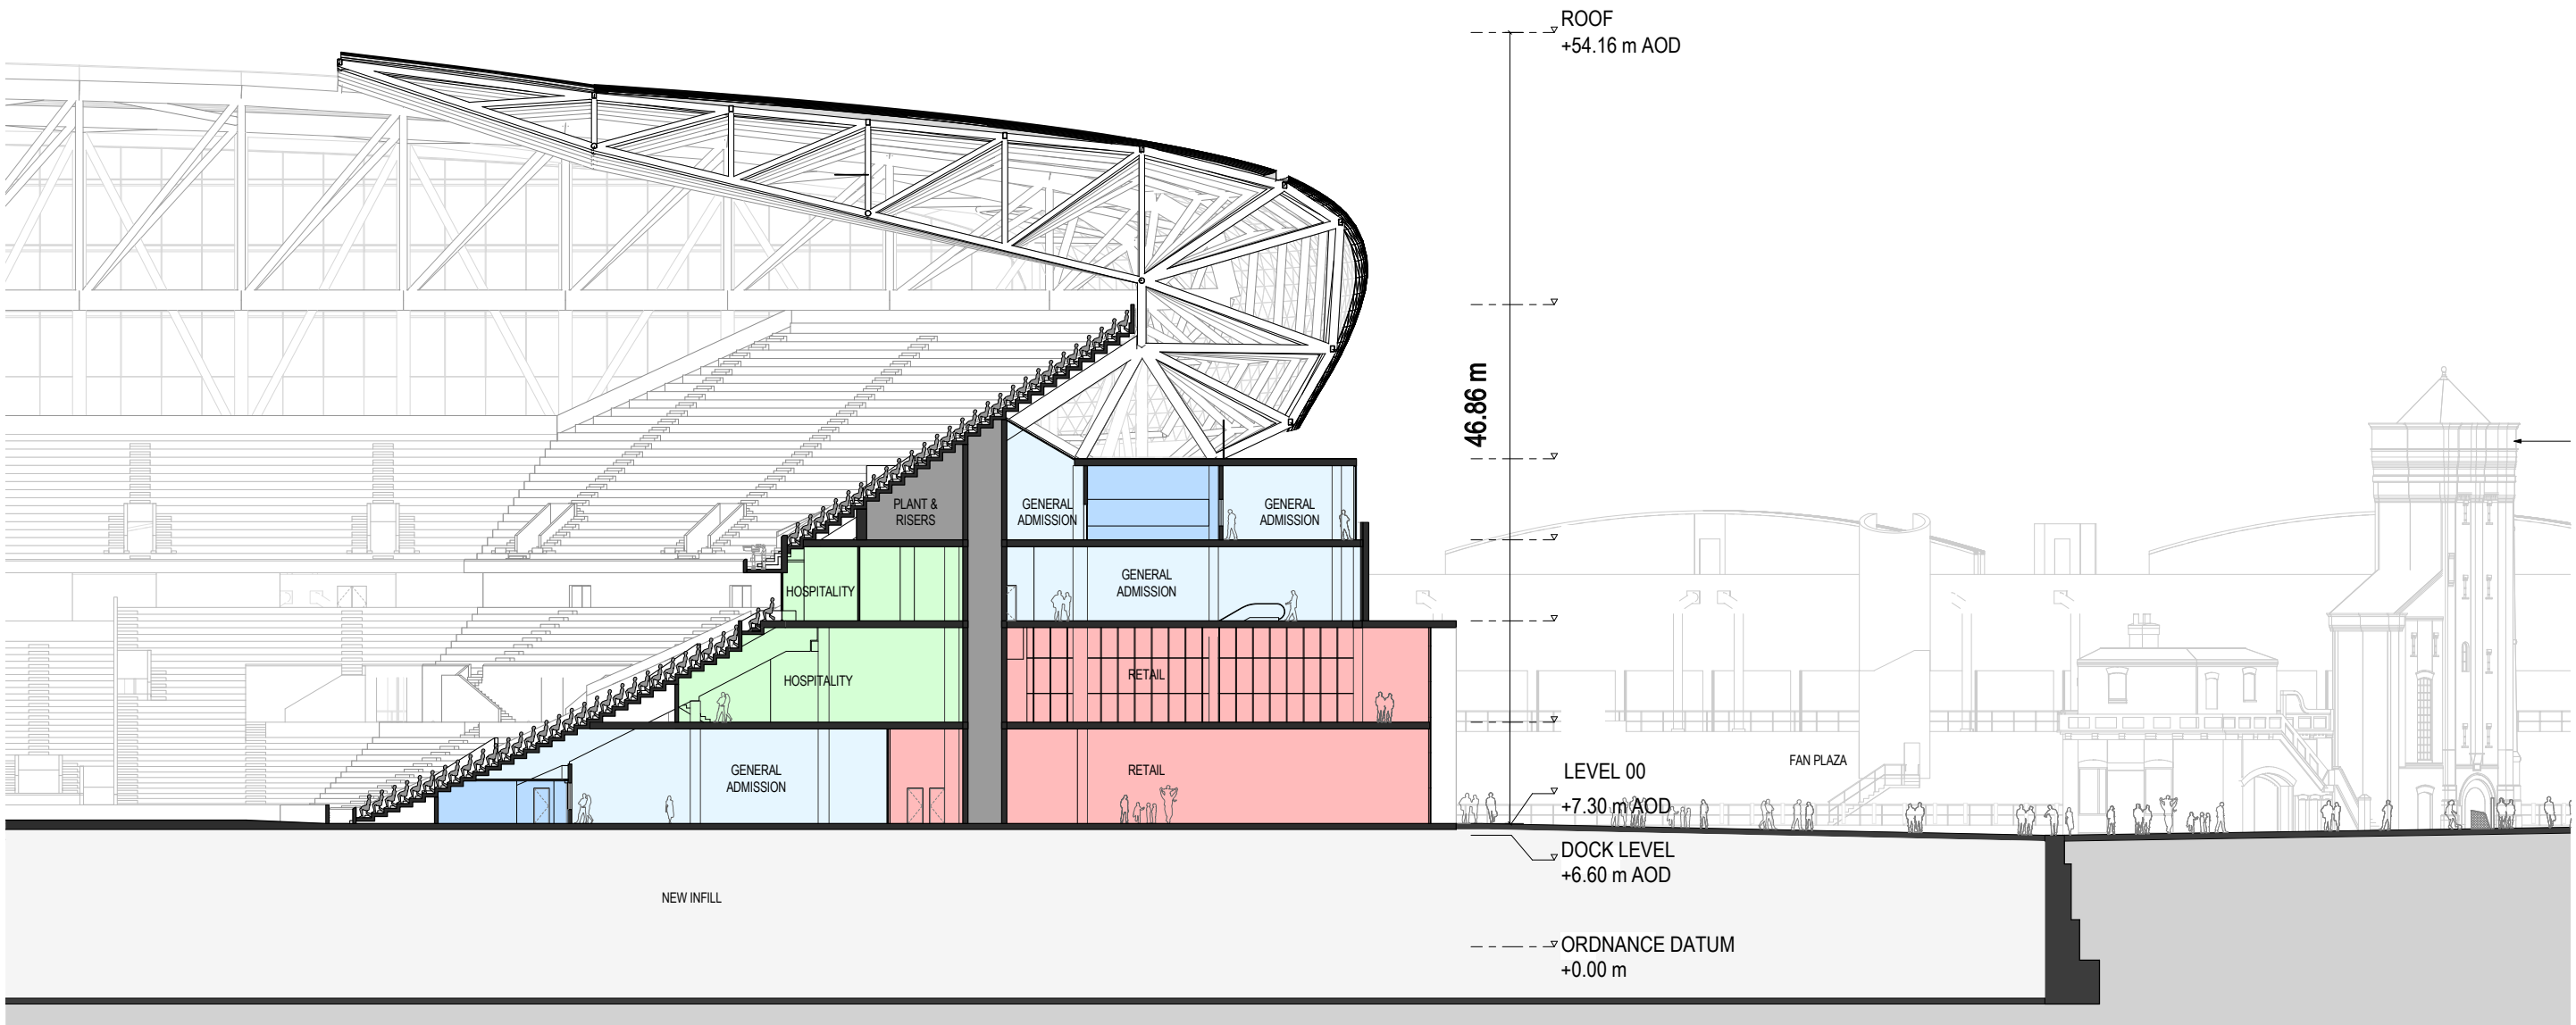 ROOF
+54.16 m AOD
46.86 m
PLANT &
RISERS
GENERAL
ADMISSION
GENERAL
ADMISSION
HOSPITALITY
GENERAL
ADMISSION
HOSPITALITY
RETAIL
GENERAL
ADMISSION
RETAIL
FAN PLAZA
LEVEL 00
+7.30 m AOD
DOCK LEVEL
+6.60 m AOD
NEW INFILL
ORDNANCE DATUM
+0.00 m